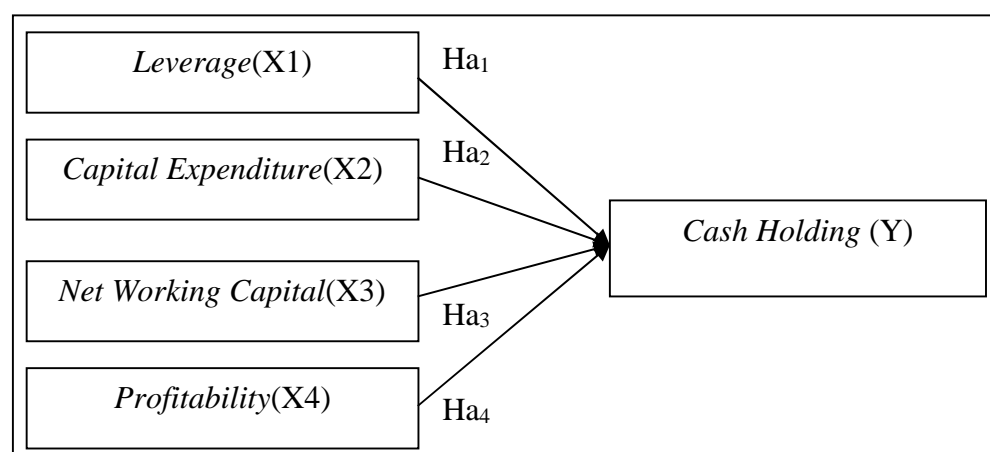 Leverage(X1)
Ha1
Capital Expenditure(X2)
Ha2
Cash Holding (Y)
Net Working Capital(X3)
Ha3
Profitability(X4)
Ha4